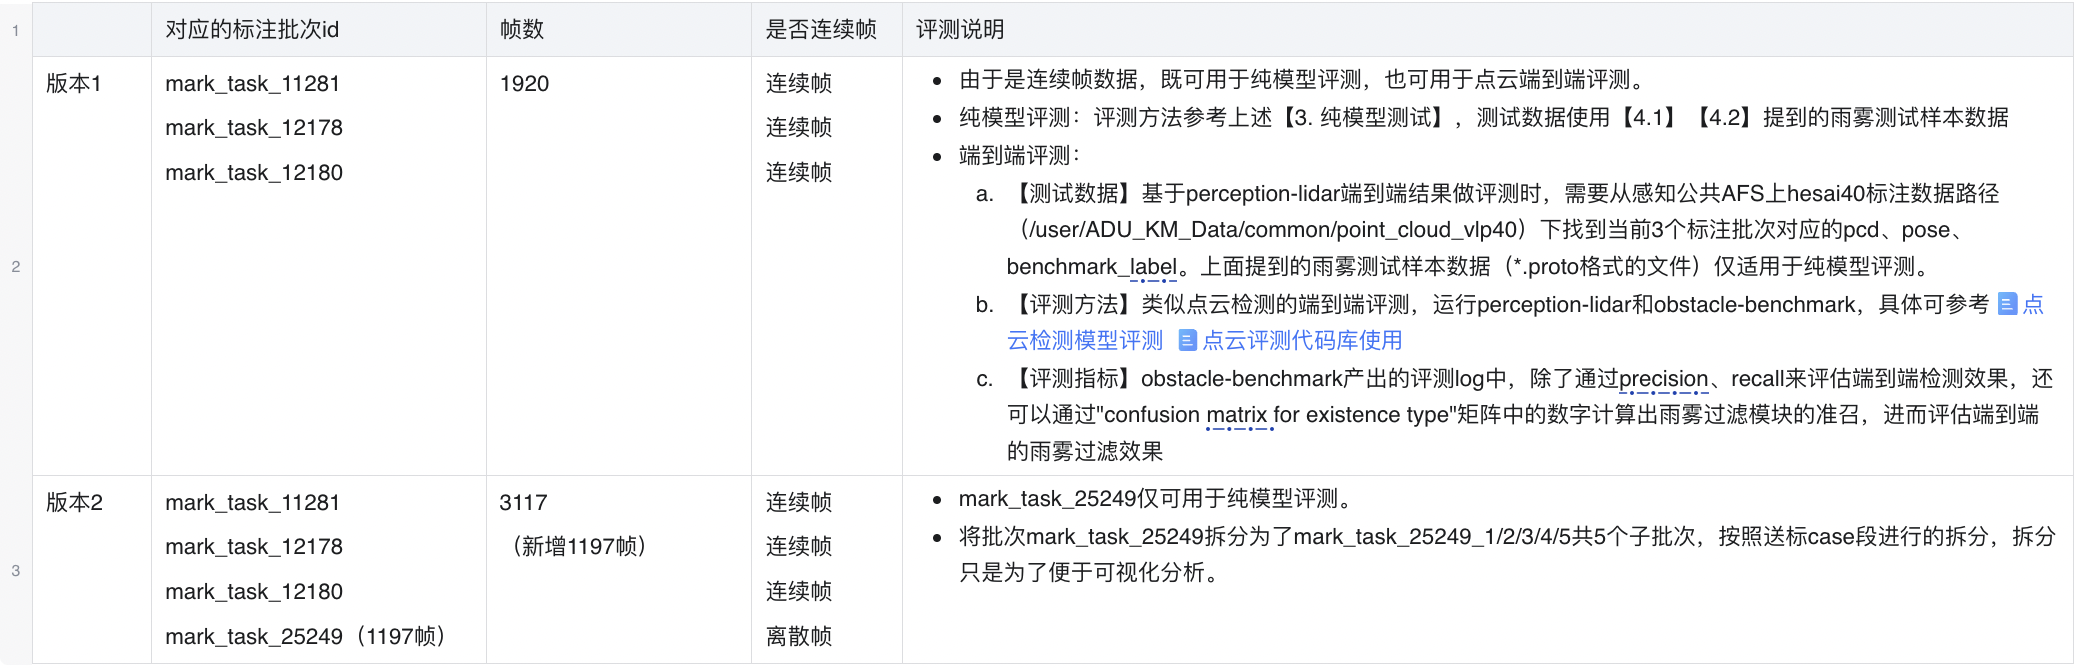 1
对应的标注批次id
帧数
是否连续帧
评测说明
2
版本1
mark_task_11281
mark_task_12178
mark_task_12180
1920
连续帧
连续帧
连续帧
• 由于是连续帧数据，既可用于纯模型评测，也可用于点云端到端评测。
• 纯模型评测：评测方法参考上述【3. 纯模型测试】，测试数据使用【4.1】【4.2】提到的雨雾测试样本数据
• 端到端评测：
a. 【测试数据】基于perception-lidar端到端结果做评测时，需要从感知公共AFS上hesai40标注数据路径
（/user/ADU_KM_Data/common/point_cloud_vlp40）下找到当前3个标注批次对应的pcd、pose、
benchmark_label。上面提到的雨雾测试样本数据（*.proto格式的文件）仅适用于纯模型评测。
b. 【评测方法】类似点云检测的端到端评测，运行perception-lidar和obstacle-benchmark，具体可参考 点
云检测模型评测 点云评测代码库使用
c. 【评测指标】obstacle-benchmark产出的评测log中，除了通过precision、recall来评估端到端检测效果，还
可以通过"confusion matrix for existence type"矩阵中的数字计算出雨雾过滤模块的准召，进而评估端到端
的雨雾过滤效果
3
版本2
mark_task_11281
mark_task_12178
mark_task_12180
mark_task_25249（1197帧）
3117
（新增1197帧）
连续帧
连续帧
连续帧
离散帧
• mark_task_25249仅可用于纯模型评测。
• 将批次mark_task_25249拆分为了mark_task_25249_1/2/3/4/5共5个子批次，按照送标case段进行的拆分，拆分
只是为了便于可视化分析。